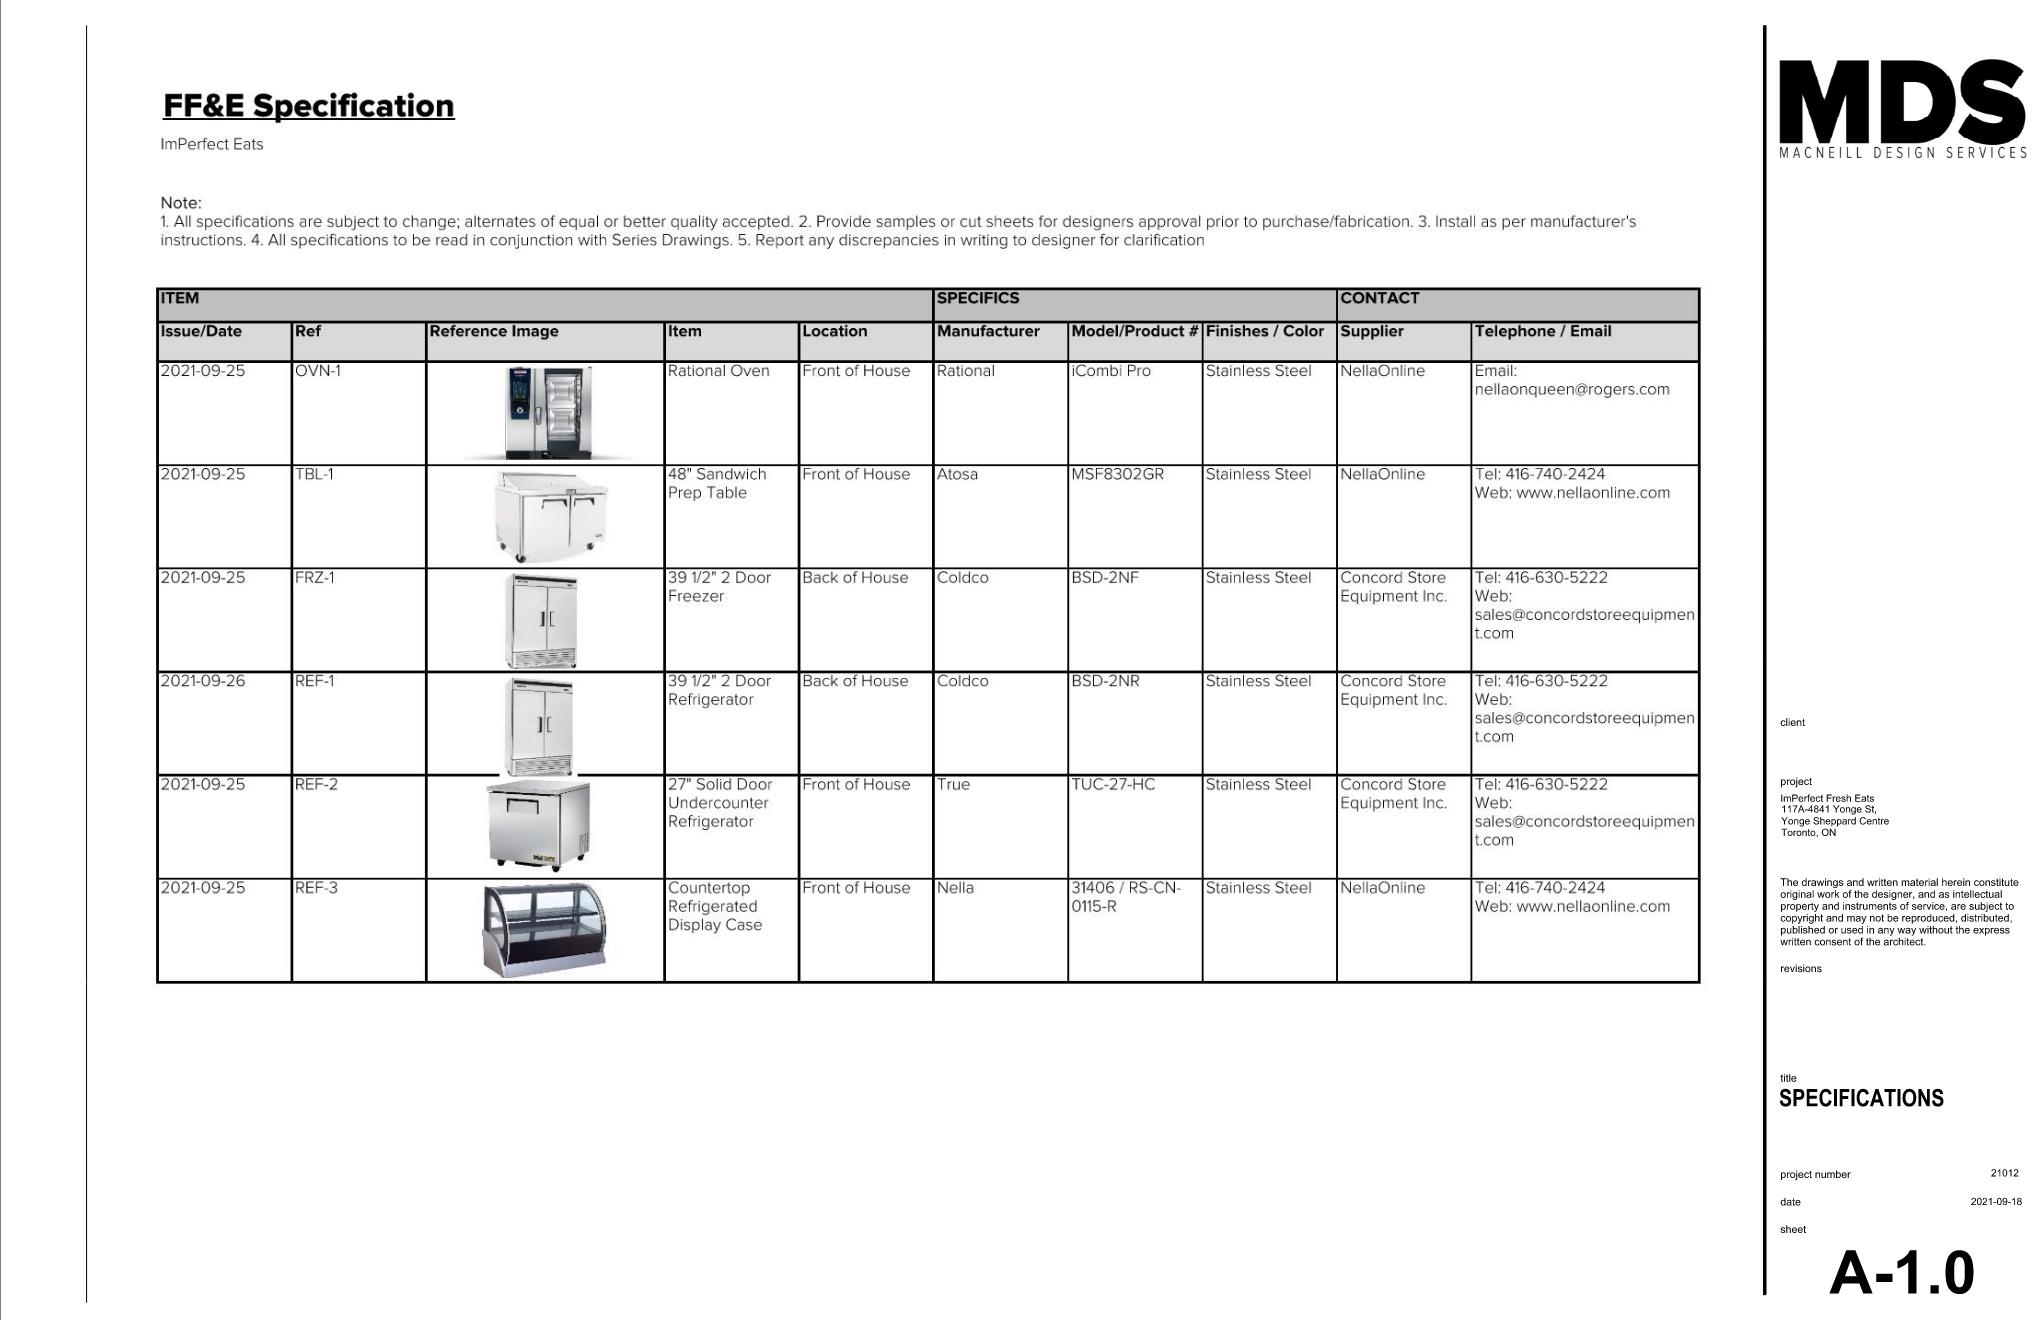 FF&E Specification
ImPerfect Eats
Note:
1. All specifications are subject to change; alternates of equal or better quality accepted. 2. Provide samples or cut sheets for designers approval prior to purchase/fabrication. 3. Install as per manufacturer's
instructions. 4. All specifications to be read in conjunction with Series Drawings. 5. Report any discrepancies in writing to designer for clarification
ITEM SPECIFICS CONTACT
Issue/Date Ref Reference Image Item Location Manufacturer Model/Product # Finishes / Color Supplier Telephone / Email
2021-09-25 OVN-1 Rational Oven Front of House Rational iCombi Pro Stainless Steel NellaOnline Email:
nellaonqueen@rogers.com
2021-09-25 TBL-1 48" Sandwich Front of House Atosa MSF8302GR Stainless Steel NellaOnline Tel: 416-740-2424
Prep Table Web: www.nellaonline.com
2021-09-25 FRZ-1 39 1/2" 2 Door Back of House Coldco BSD-2NF Stainless Steel Concord Store Tel: 416-630-5222
Freezer Equipment Inc. Web:
sales@concordstoreequipmen
t.com
2021-09-26 REF-1 39 1/2" 2 Door Back of House Coldco BSD-2NR Stainless Steel Concord Store Tel: 416-630-5222
Refrigerator Equipment Inc. Web:
sales@concordstoreequipmen
t.com
2021-09-25 REF-2 27" Solid Door Front of House True TUC-27-HC Stainless Steel Concord Store Tel: 416-630-5222
Undercounter Equipment Inc. Web:
Refrigerator sales@concordstoreequipmen
t.com
2021-09-25 REF-3 Countertop Front of House Nella 31406 / RS-CN- Stainless Steel NellaOnline Tel: 416-740-2424
Refrigerated 0115-R Web: www.nellaonline.com
Display Case
MDS
MACNEILL DESIGN SERVICES
client
project
ImPerfect Fresh Eats
117A-4841 Yonge St,
Yonge Sheppard Centre
Toronto, ON
The drawings and written material herein constitute
original work of the designer, and as intellectual
property and instruments of service, are subject to
copyright and may not be reproduced, distributed,
published or used in any way without the express
written consent of the architect.
revisions
title
SPECIFICATIONS
project number 21012
date 2021-09-18
sheet
A-1.0